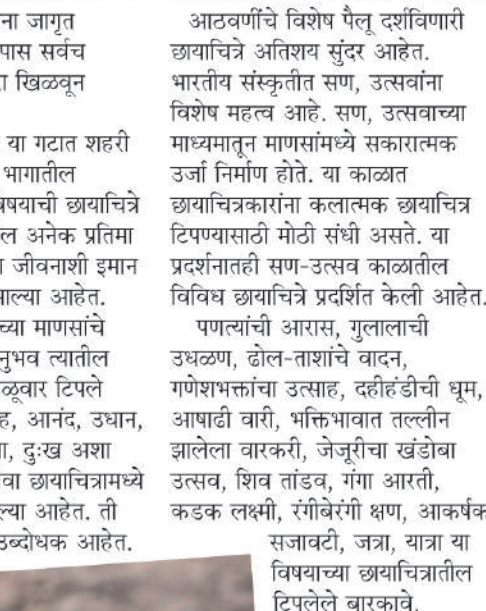 ना जागृत
पास सर्वच
खिळवून
या गटात शहरी
भागातील
षयाची छायाचित्रे
ल अनेक प्रतिमा
जीवनाशी इमान
ाल्या आहेत.
च्या माणसांचे
नुभव त्यातील
ळूवार टिपले
ह, आनंद, उधान,
ा, दुःख अशा
वा छायाचित्रामध्ये
ल्या आहेत. ती
उब्दोधक आहेत.
आठवणींचे विशेष पैलू दर्शविणारी
छायाचित्रे अतिशय सुंदर आहेत.
भारतीय संस्कृतीत सण, उत्सवांना
विशेष महत्व आहे. सण, उत्सवाच्या
माध्यमातून माणसांमध्ये सकारात्मक
उर्जा निर्माण होते. या काळात
छायाचित्रकारांना कलात्मक छायाचित्र
टिपण्यासाठी मोठी संधी असते. या
प्रदर्शनातही सण-उत्सव काळातील
विविध छायाचित्रे प्रदर्शित केली आहेत.
पणत्यांची आरास, गुलालाची
उधळण, ढोल-ताशांचे वादन,
गणेशभक्तांचा उत्साह, दहीहंडीची धूम,
आषाढी वारी, भक्तिभावात तल्लीन
झालेला वारकरी, जेजूरीचा खंडोबा
उत्सव, शिव तांडव, गंगा आरती,
कडक लक्ष्मी, रंगीबेरंगी क्षण, आकर्षक
सजावटी, जत्रा, यात्रा या
विषयाच्या छायाचित्रातील
टिपलेले बारकावे,